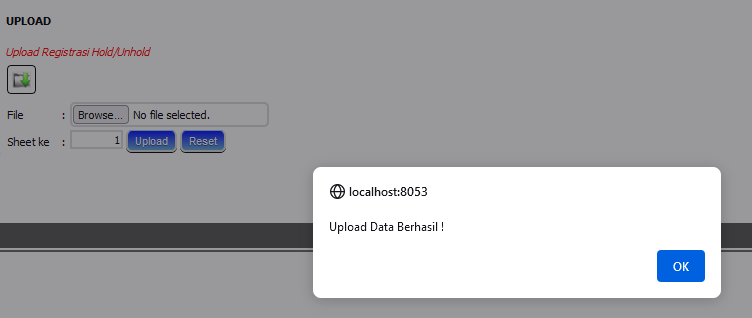 UPLOAD
Upload Registrasi Hold/Unhold
File : Browse... No file selected.
Sheet ke : 1 Upload Reset
localhost:8053
Upload Data Berhasil !
OK